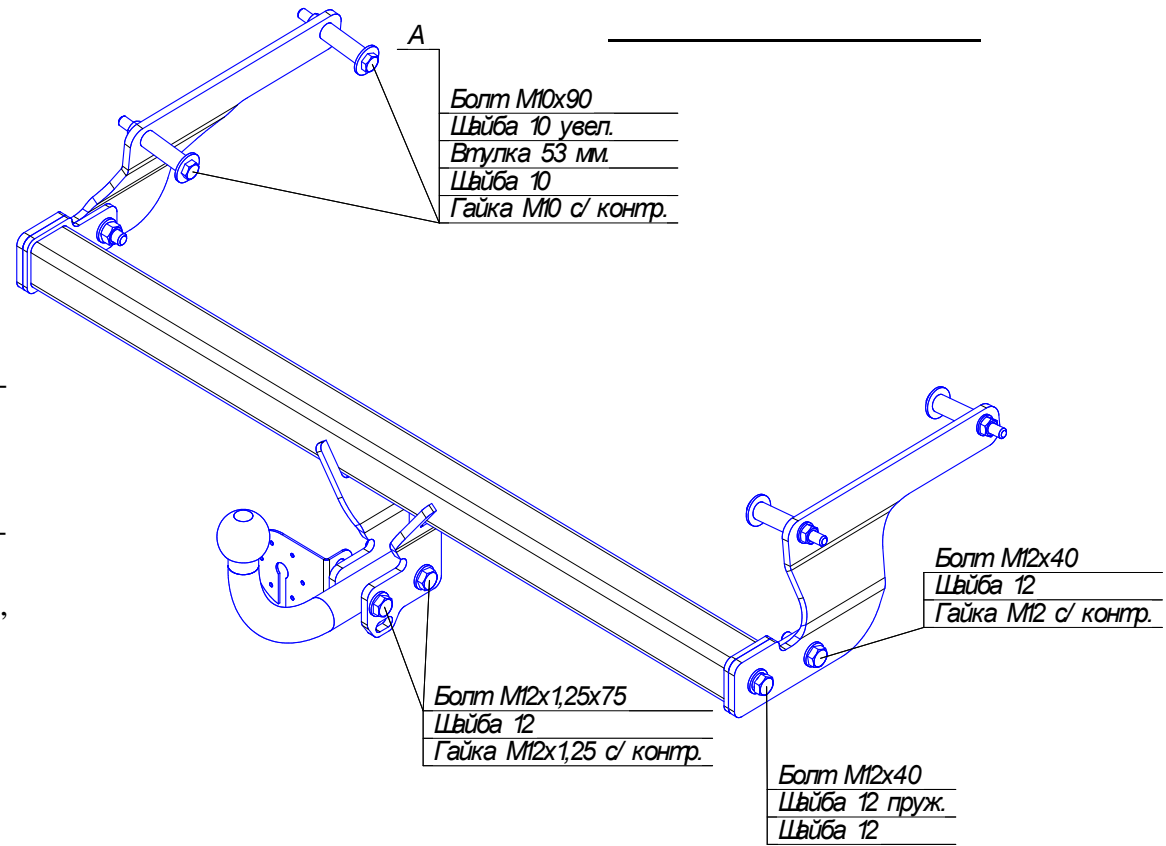 А
Болт М10х90
Шайба 10 увел.
Втулка 53 мм.
Шайба 10
Гайка М10 с/ контр.
Болт М12х40
Шайба 12
Гайка М12 с/ контр.
Болт М12х1,25х75
Шайба 12
Гайка М12х1,25 с/ контр.
Болт М12х40
Шайба 12 пруж.
Шайба 12
-
-
,